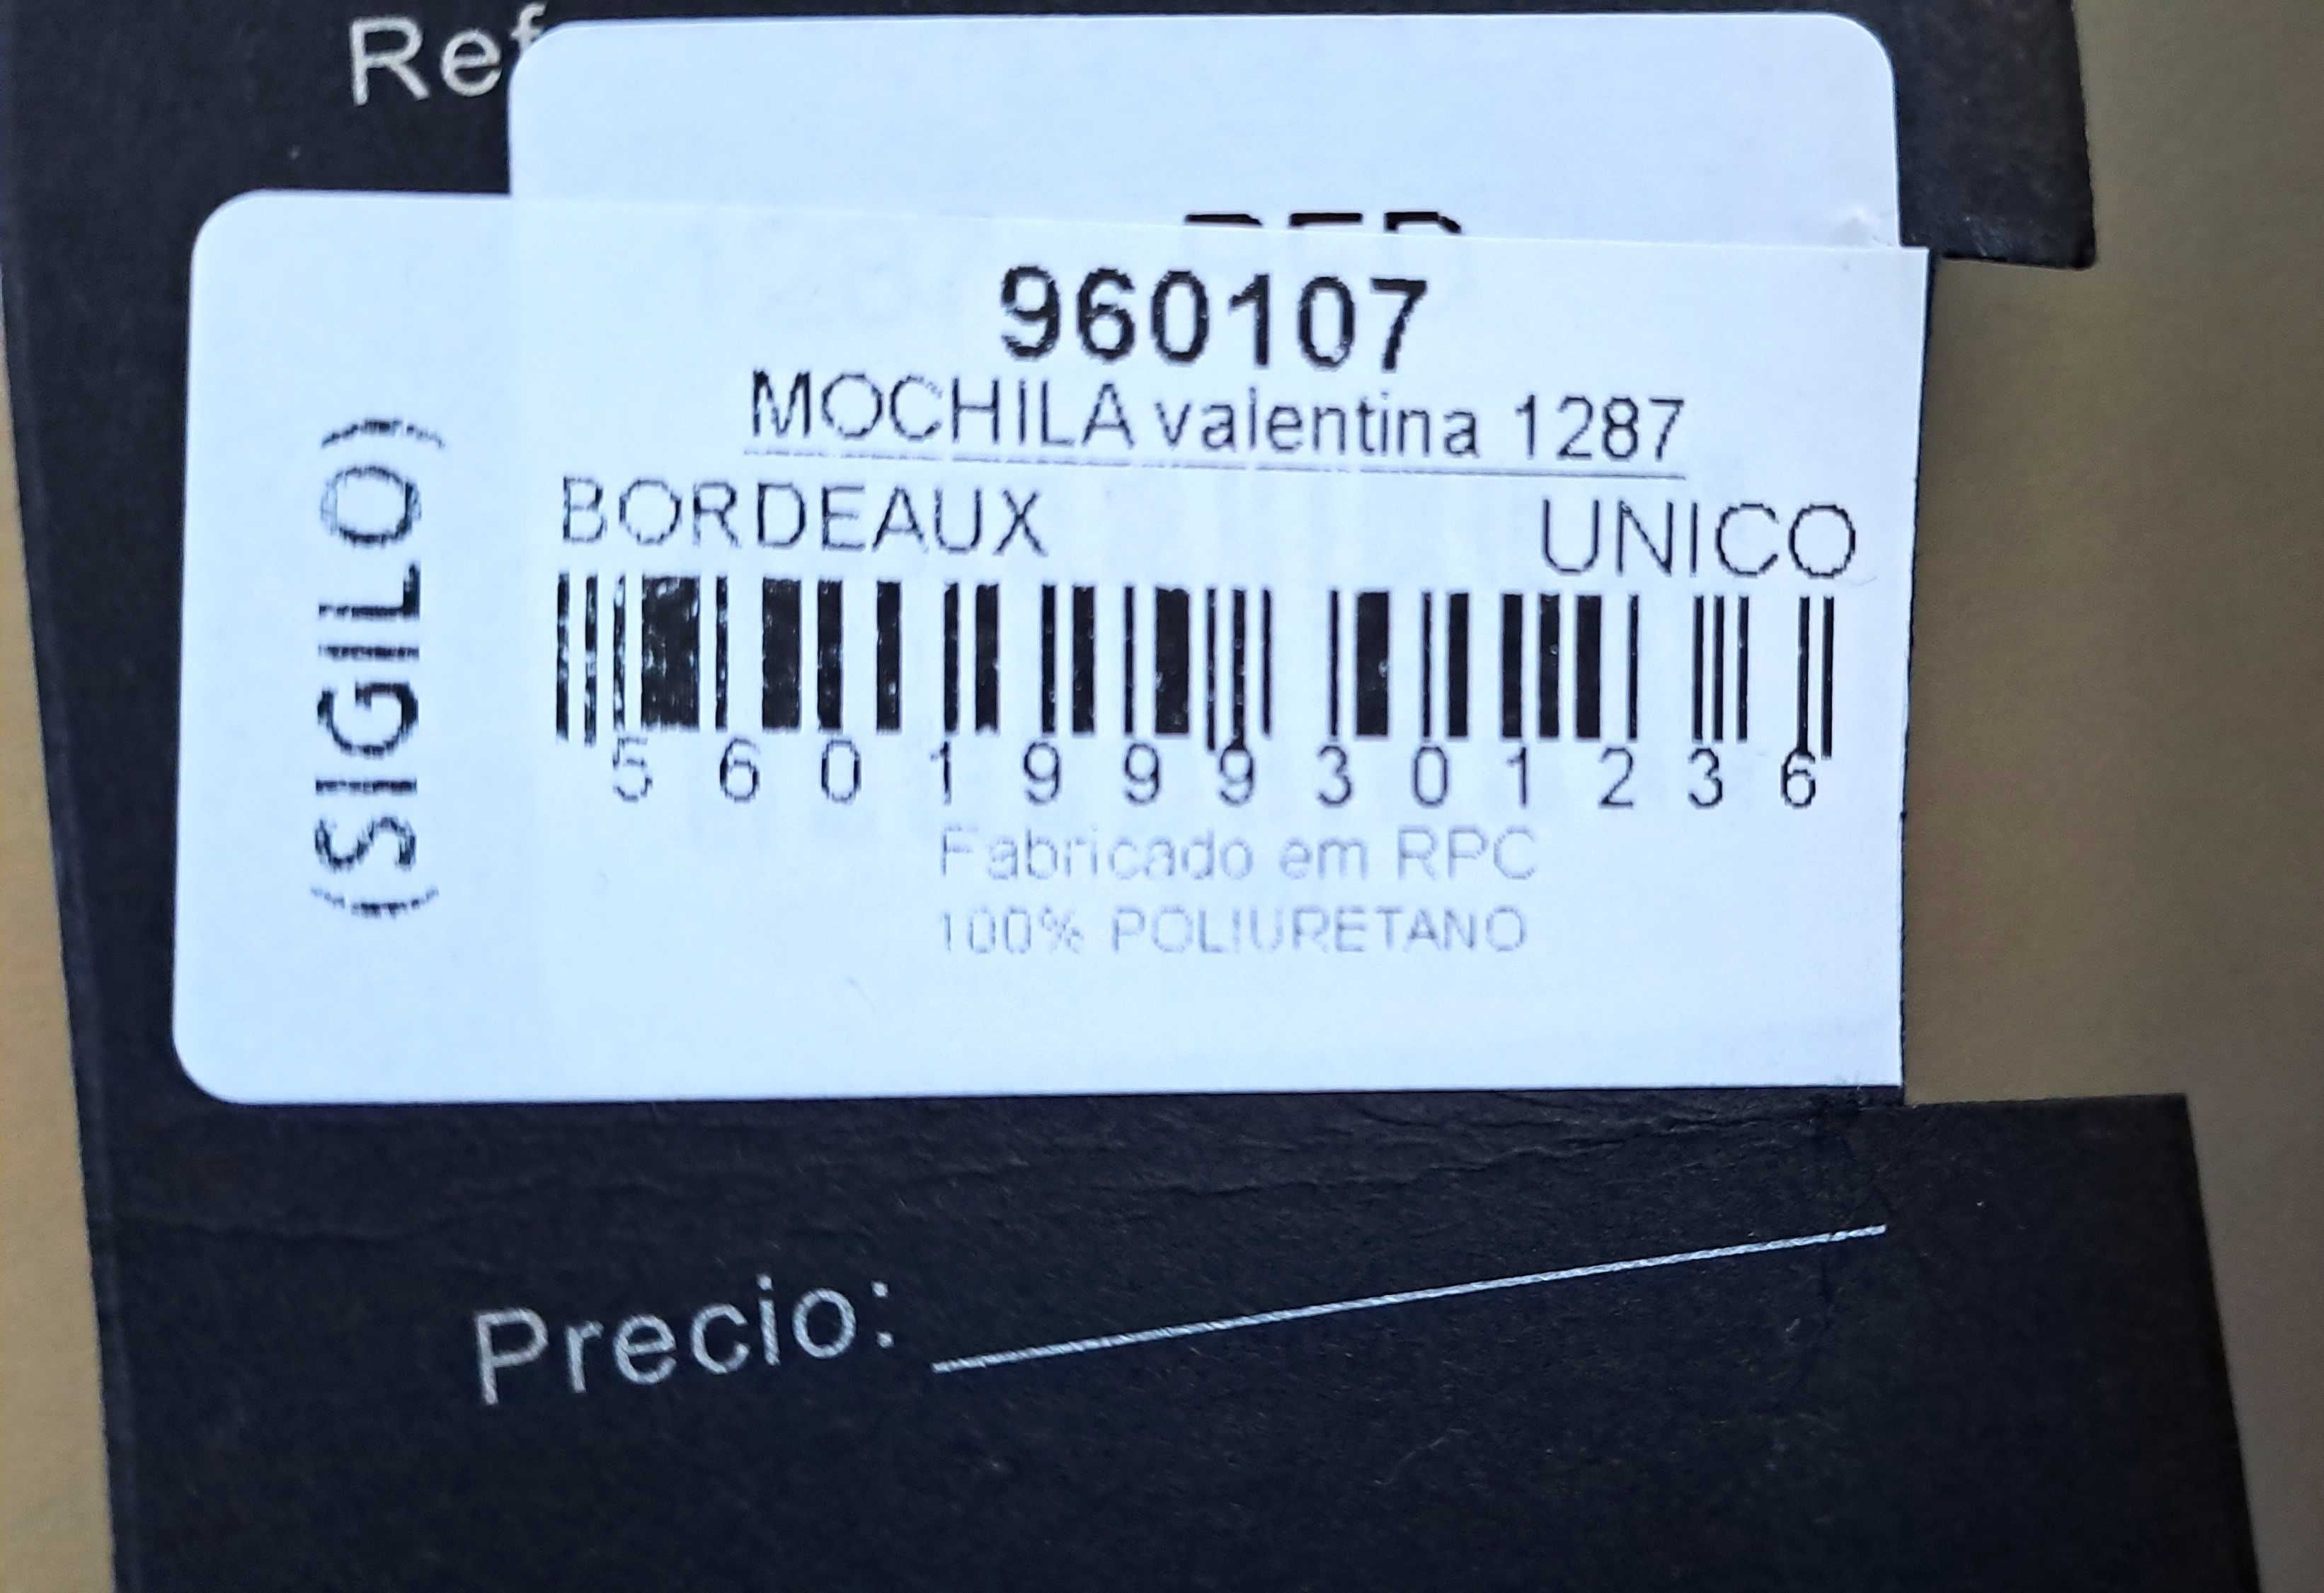 Ref
960107
MOCHILA valentina 1287
BORDEAUX UNICO
(SIGILO)
5601999301236
Fabricado em RPC
100% POLIURETANO
Precio: